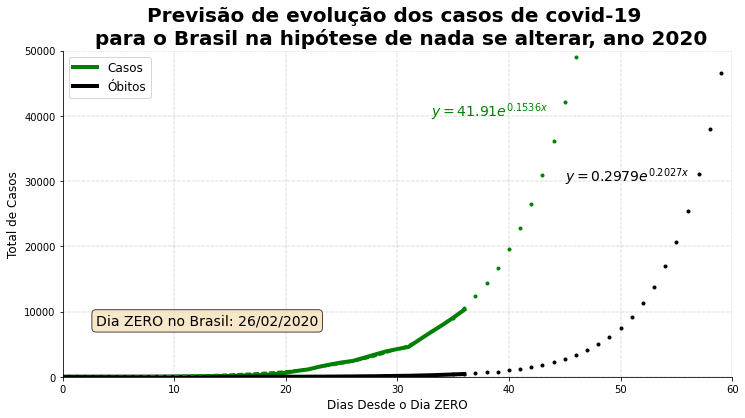 Previsão de evolução dos casos de covid-19
para o Brasil na hipótese de nada se alterar, ano 2020
Casos
Óbitos
y = 41.91e^0.1536x
y = 0.2979e^0.2027x
Dia ZERO no Brasil: 26/02/2020
Total de Casos
50000
40000
30000
20000
10000
0
0 10 20 30 40 50 60
Dias Desde o Dia ZERO